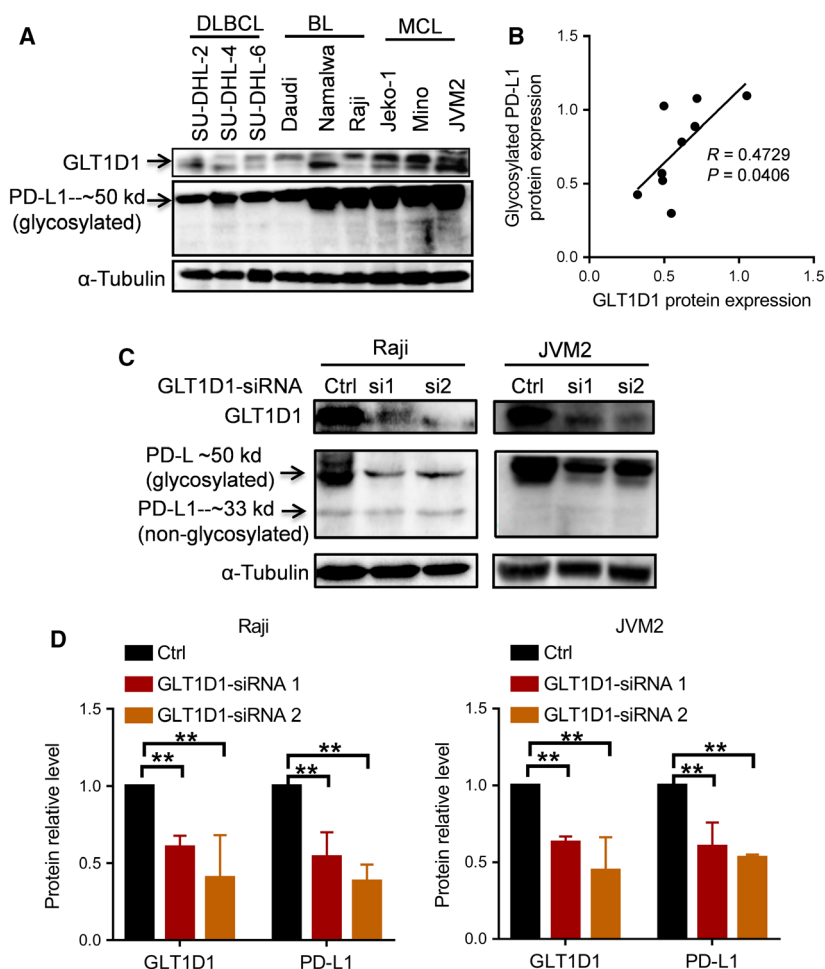 A
DLBCL BL MCL
SU-DHL-2
SU-DHL-4
SU-DHL-6
Daudi
Namalwa
Raji
Jeko-1
Mino
JVM2
GLT1D1
PD-L1--~50 kd
(glycosylated)
α-Tubulin
B
Glycosylated PD-L1
protein expression
1.5
1.0
0.5
0.0
R = 0.4729
P = 0.0406
0.0 0.5 1.0 1.5
GLT1D1 protein expression
C
Raji JVM2
GLT1D1-siRNA Ctrl si1 si2 Ctrl si1 si2
GLT1D1
PD-L ~50 kd
(glycosylated)
PD-L1--~33 kd
(non-glycosylated)
α-Tubulin
D
Raji
Ctrl
GLT1D1-siRNA 1
GLT1D1-siRNA 2
Protein relative level
1.5
1.0
0.5
0.0
** ** ** **
GLT1D1 PD-L1
JVM2
Ctrl
GLT1D1-siRNA 1
GLT1D1-siRNA 2
Protein relative level
1.5
1.0
0.5
0.0
** ** ** **
GLT1D1 PD-L1